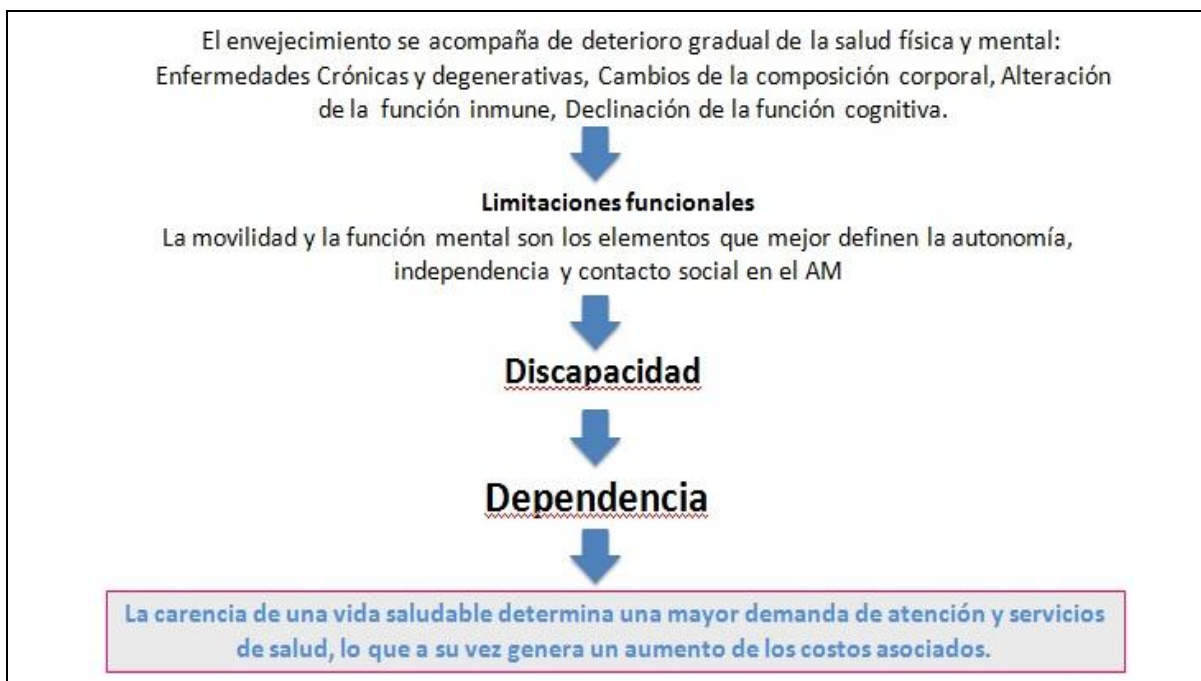 El envejecimiento se acompaña de deterioro gradual de la salud física y mental:
Enfermedades Crónicas y degenerativas, Cambios de la composición corporal, Alteración
de la función inmune, Declinación de la función cognitiva.
Limitaciones funcionales
La movilidad y la función mental son los elementos que mejor definen la autonomía,
independencia y contacto social en el AM
Discapacidad
Dependencia
La carencia de una vida saludable determina una mayor demanda de atención y servicios
de salud, lo que a su vez genera un aumento de los costos asociados.